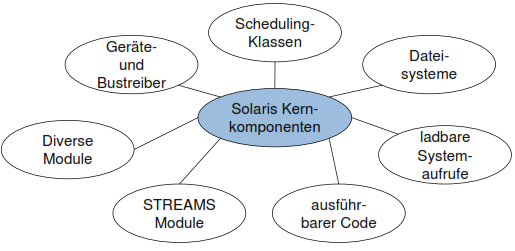 Scheduling-
Klassen
Geräte-
und
Bustreiber
Datei-
systeme
Solaris Kern-
komponenten
Diverse
Module
ladbare
System-
aufrufe
STREAMS
Module
ausführ-
barer Code